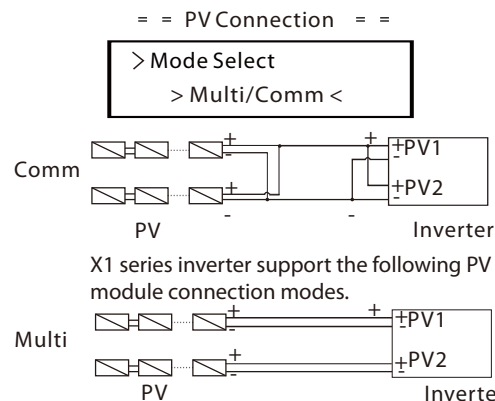 = = PV Connection = =
> Mode Select
> Multi/Comm <
+ + +PV1
- -
Comm
+ +PV2
- - -
PV Inverter
X1 series inverter support the following PV
module connection modes.
+ + +PV1
- -
Multi
+ +PV2
- -
PV Inverte